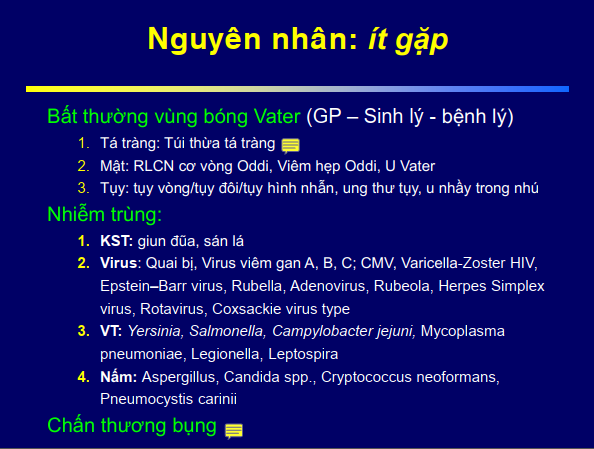 Nguyên nhân: ít gặp
Bất thường vùng bóng Vater (GP – Sinh lý - bệnh lý)
1. Tá tràng: Túi thừa tá tràng
2. Mật: RLCN cơ vòng Oddi, Viêm hẹp Oddi, U Vater
3. Tụy: tụy vòng/tụy đôi/tụy hình nhẫn, ung thư tụy, u nhầy trong nhú
Nhiễm trùng:
1. KST: giun đũa, sán lá
2. Virus: Quai bị, Virus viêm gan A, B, C; CMV, Varicella-Zoster HIV,
Epstein–Barr virus, Rubella, Adenovirus, Rubeola, Herpes Simplex
virus, Rotavirus, Coxsackie virus type
3. VT: Yersinia, Salmonella, Campylobacter jejuni, Mycoplasma
pneumoniae, Legionella, Leptospira
4. Nấm: Aspergillus, Candida spp., Cryptococcus neoformans,
Pneumocystis carinii
Chấn thương bụng